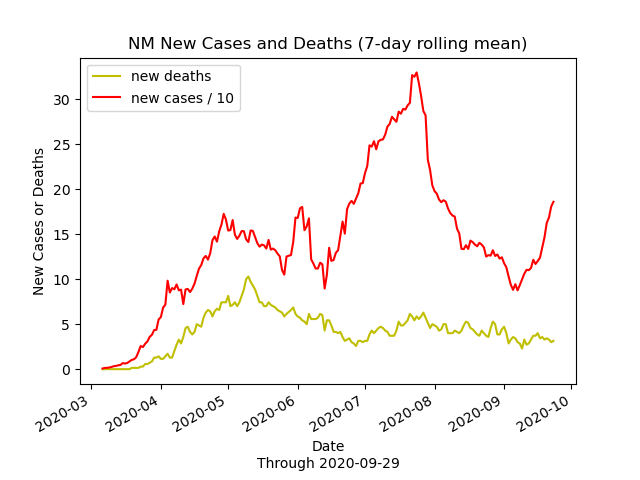 NM New Cases and Deaths (7-day rolling mean)
new deaths
new cases / 10
New Cases or Deaths
30
25
20
15
10
5
0
2020-03
2020-04
2020-05
2020-06
2020-07
2020-08
2020-09
2020-10
Date
Through 2020-09-29